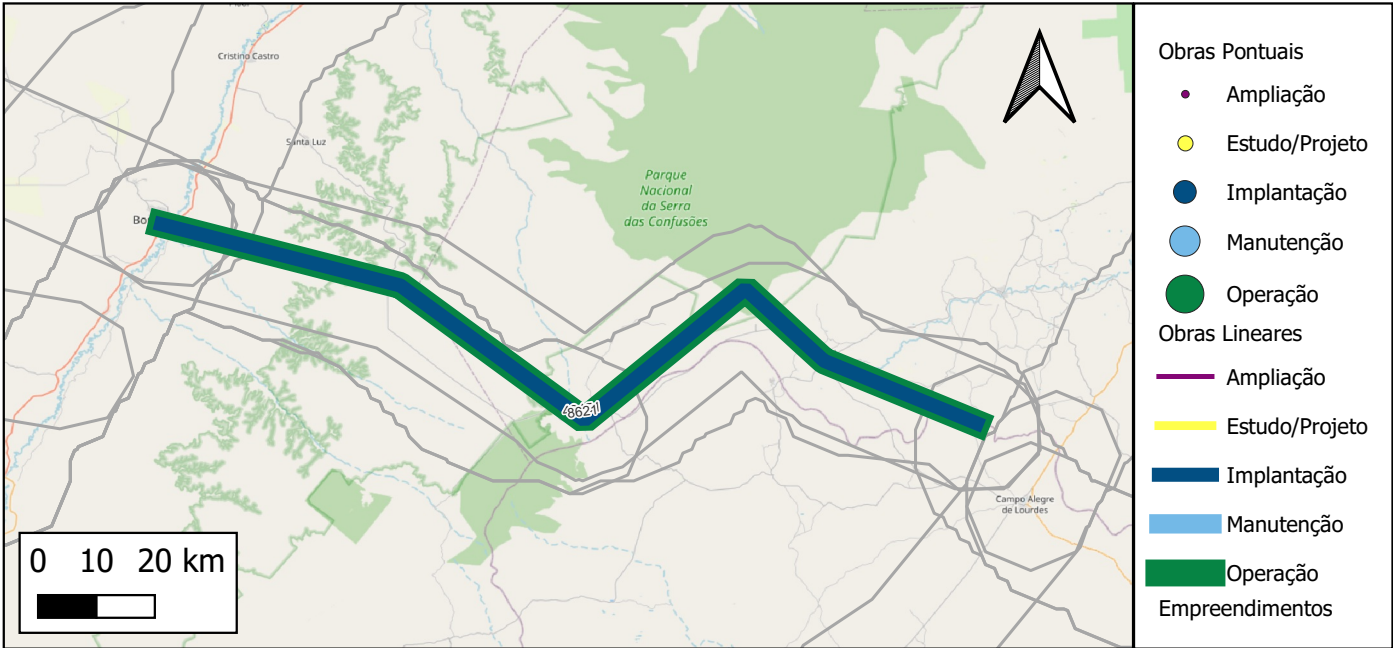 Cristino Castro
Santa Luz
Parque
Nacional
da Serra
das Confusões
Campo Alegre
de Lourdes
0 10 20 km
Obras Pontuais
Ampliação
Estudo/Projeto
Implantação
Manutenção
Operação
Obras Lineares
Ampliação
Estudo/Projeto
Implantação
Manutenção
Operação
Empreendimentos